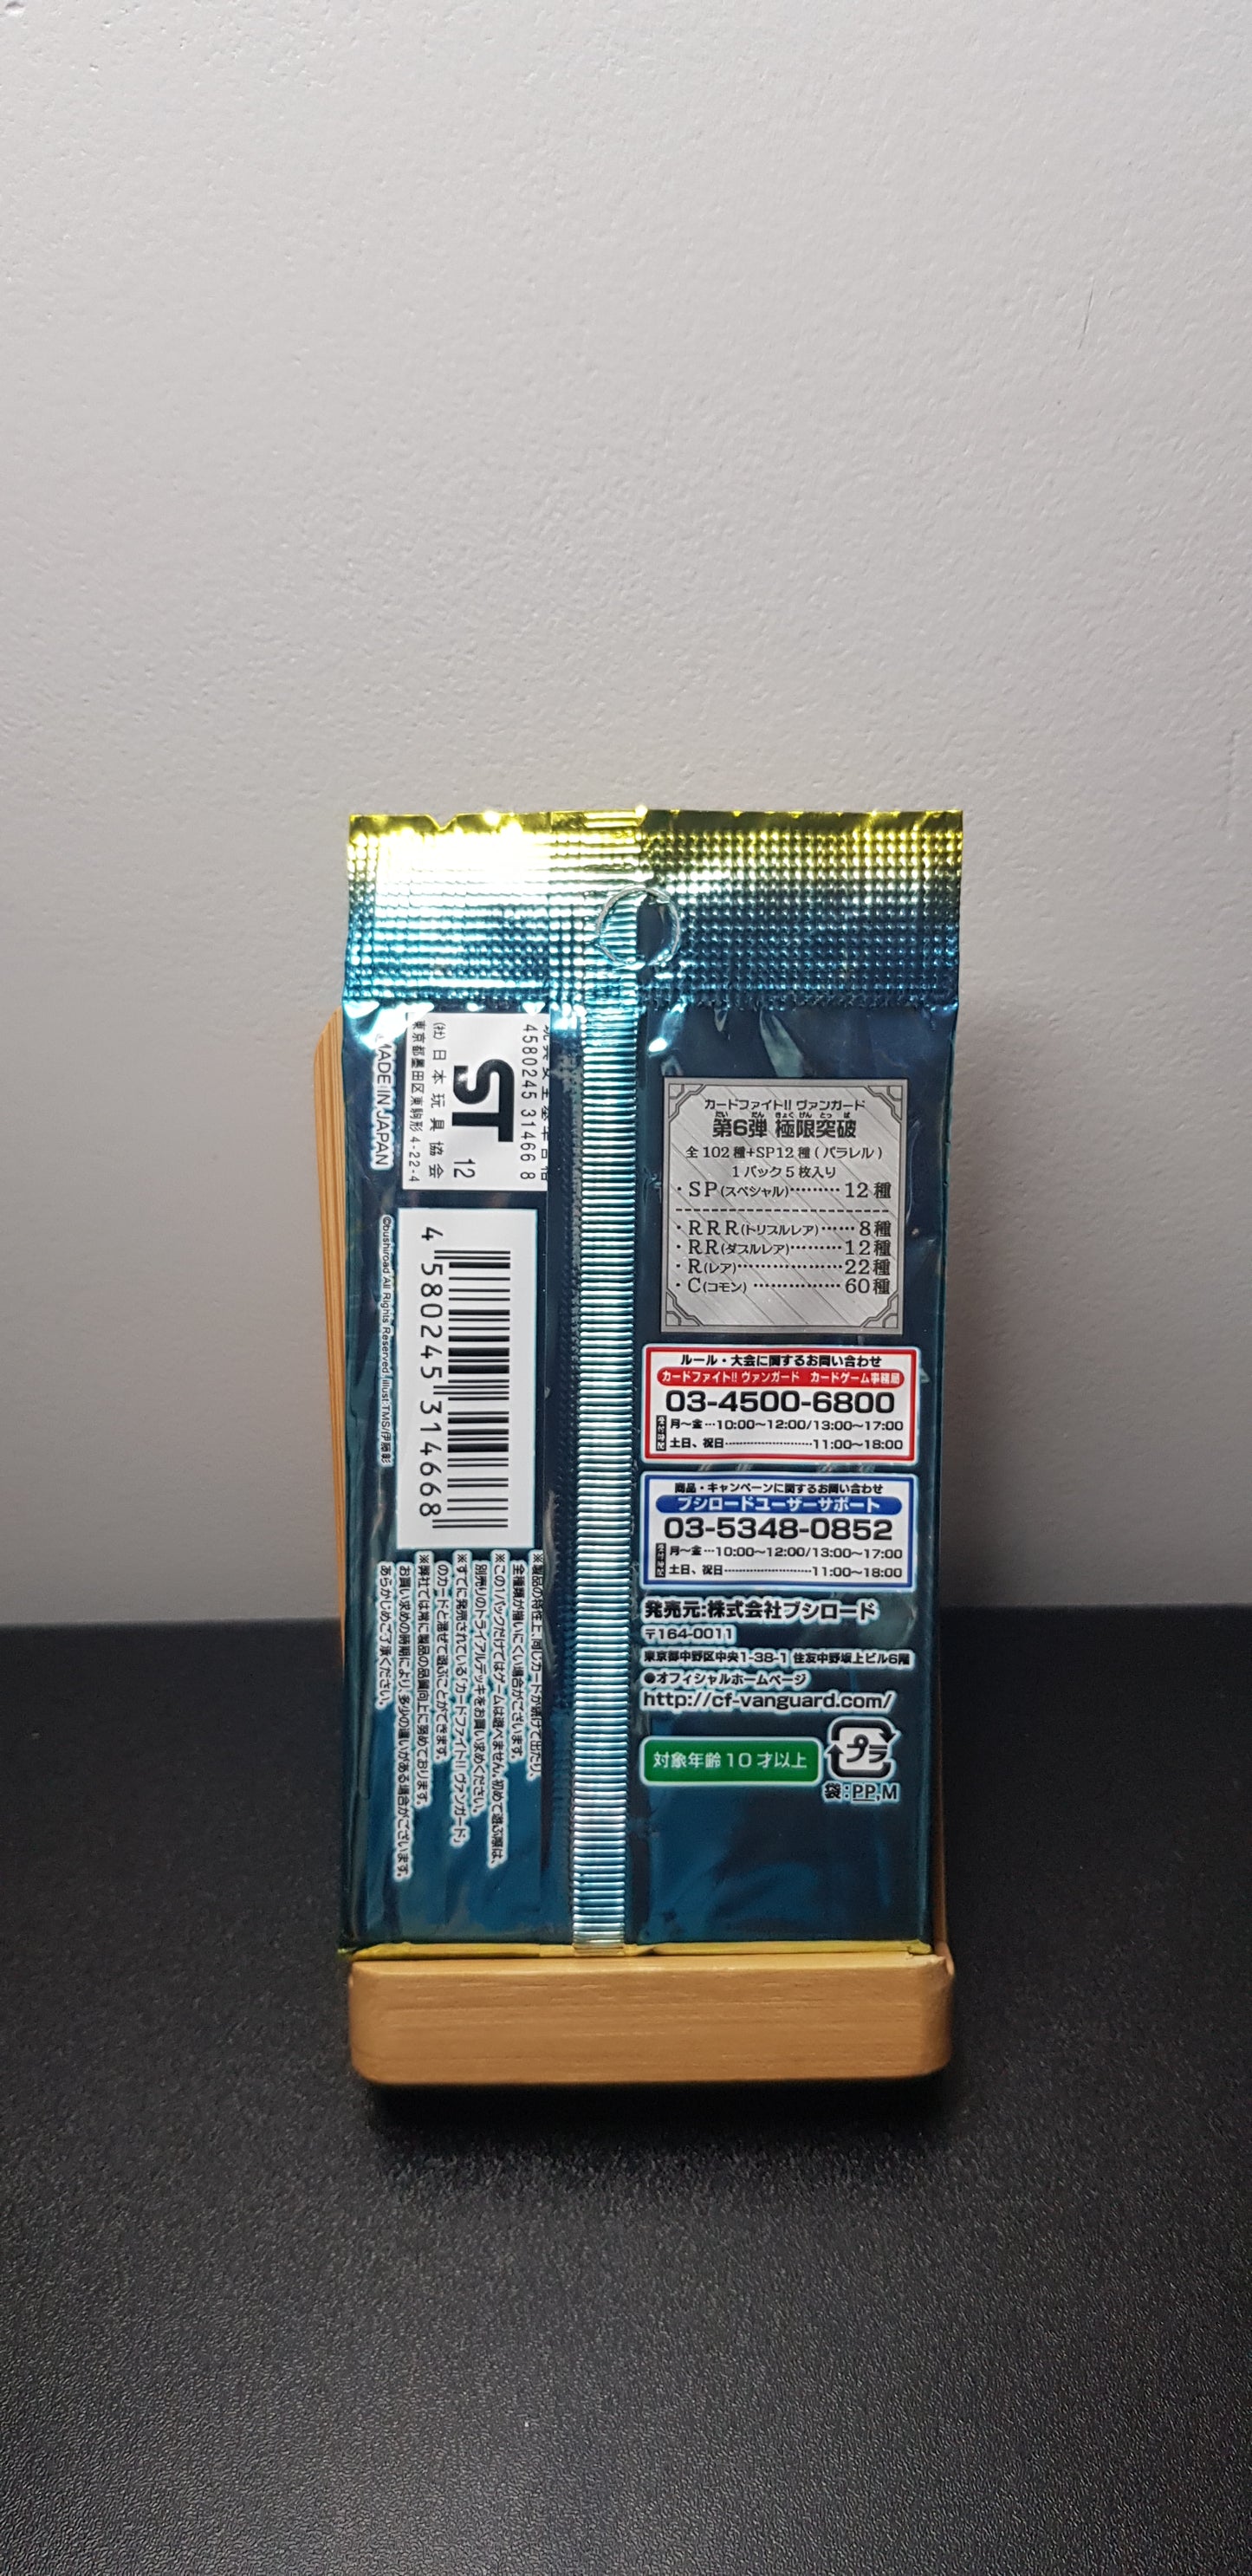 カードファイト!! ヴァンガード
第6弾 極限突破
全102種+SP12種(パラレル)
1パック5枚入り
・SP(スペシャル)………12種
・RRR(トリプルレア)……8種
・RR(ダブルレア)………12種
・R(レア)………………22種
・C(コモン)……………60種
ルール・大会に関するお問い合わせ
カードファイト!! ヴァンガード カードゲーム事務局
03-4500-6800
月〜金…10:00〜12:00/13:00〜17:00
土日、祝日………………………11:00〜18:00
商品・キャンペーンに関するお問い合わせ
ブシロードユーザーサポート
03-5348-0852
月〜金…10:00〜12:00/13:00〜17:00
土日、祝日………………………11:00〜18:00
発売元:株式会社ブシロード
〒164-0011
東京都中野区中央1-38-1 住友中野坂上ビル6階
●オフィシャルホームページ
http://cf-vanguard.com/
対象年齢10才以上
プラ
袋:PP,M
4580245 31466 8
ST 12
(社)日本玩具協会
東京都墨田区東駒形4-22-4
MADE IN JAPAN
4 580245 314668
©bushiroad All Rights Reserved. illust:TMS/伊藤彰
※製品の特性上、同じカードが続けて出たり、
全種類が揃いにくい場合がございます。
※この1パックだけではゲームは遊べません。初めて遊ぶ際は、
別売りのトライアルデッキをお買い求めください。
※すでに発売されている「カードファイト!! ヴァンガード」
のカードと混ぜて遊ぶことができます。
※弊社では常に製品の品質向上に努めております。
お買い求めの時期により、多少の違いがある場合がございます。
あらかじめご了承ください。